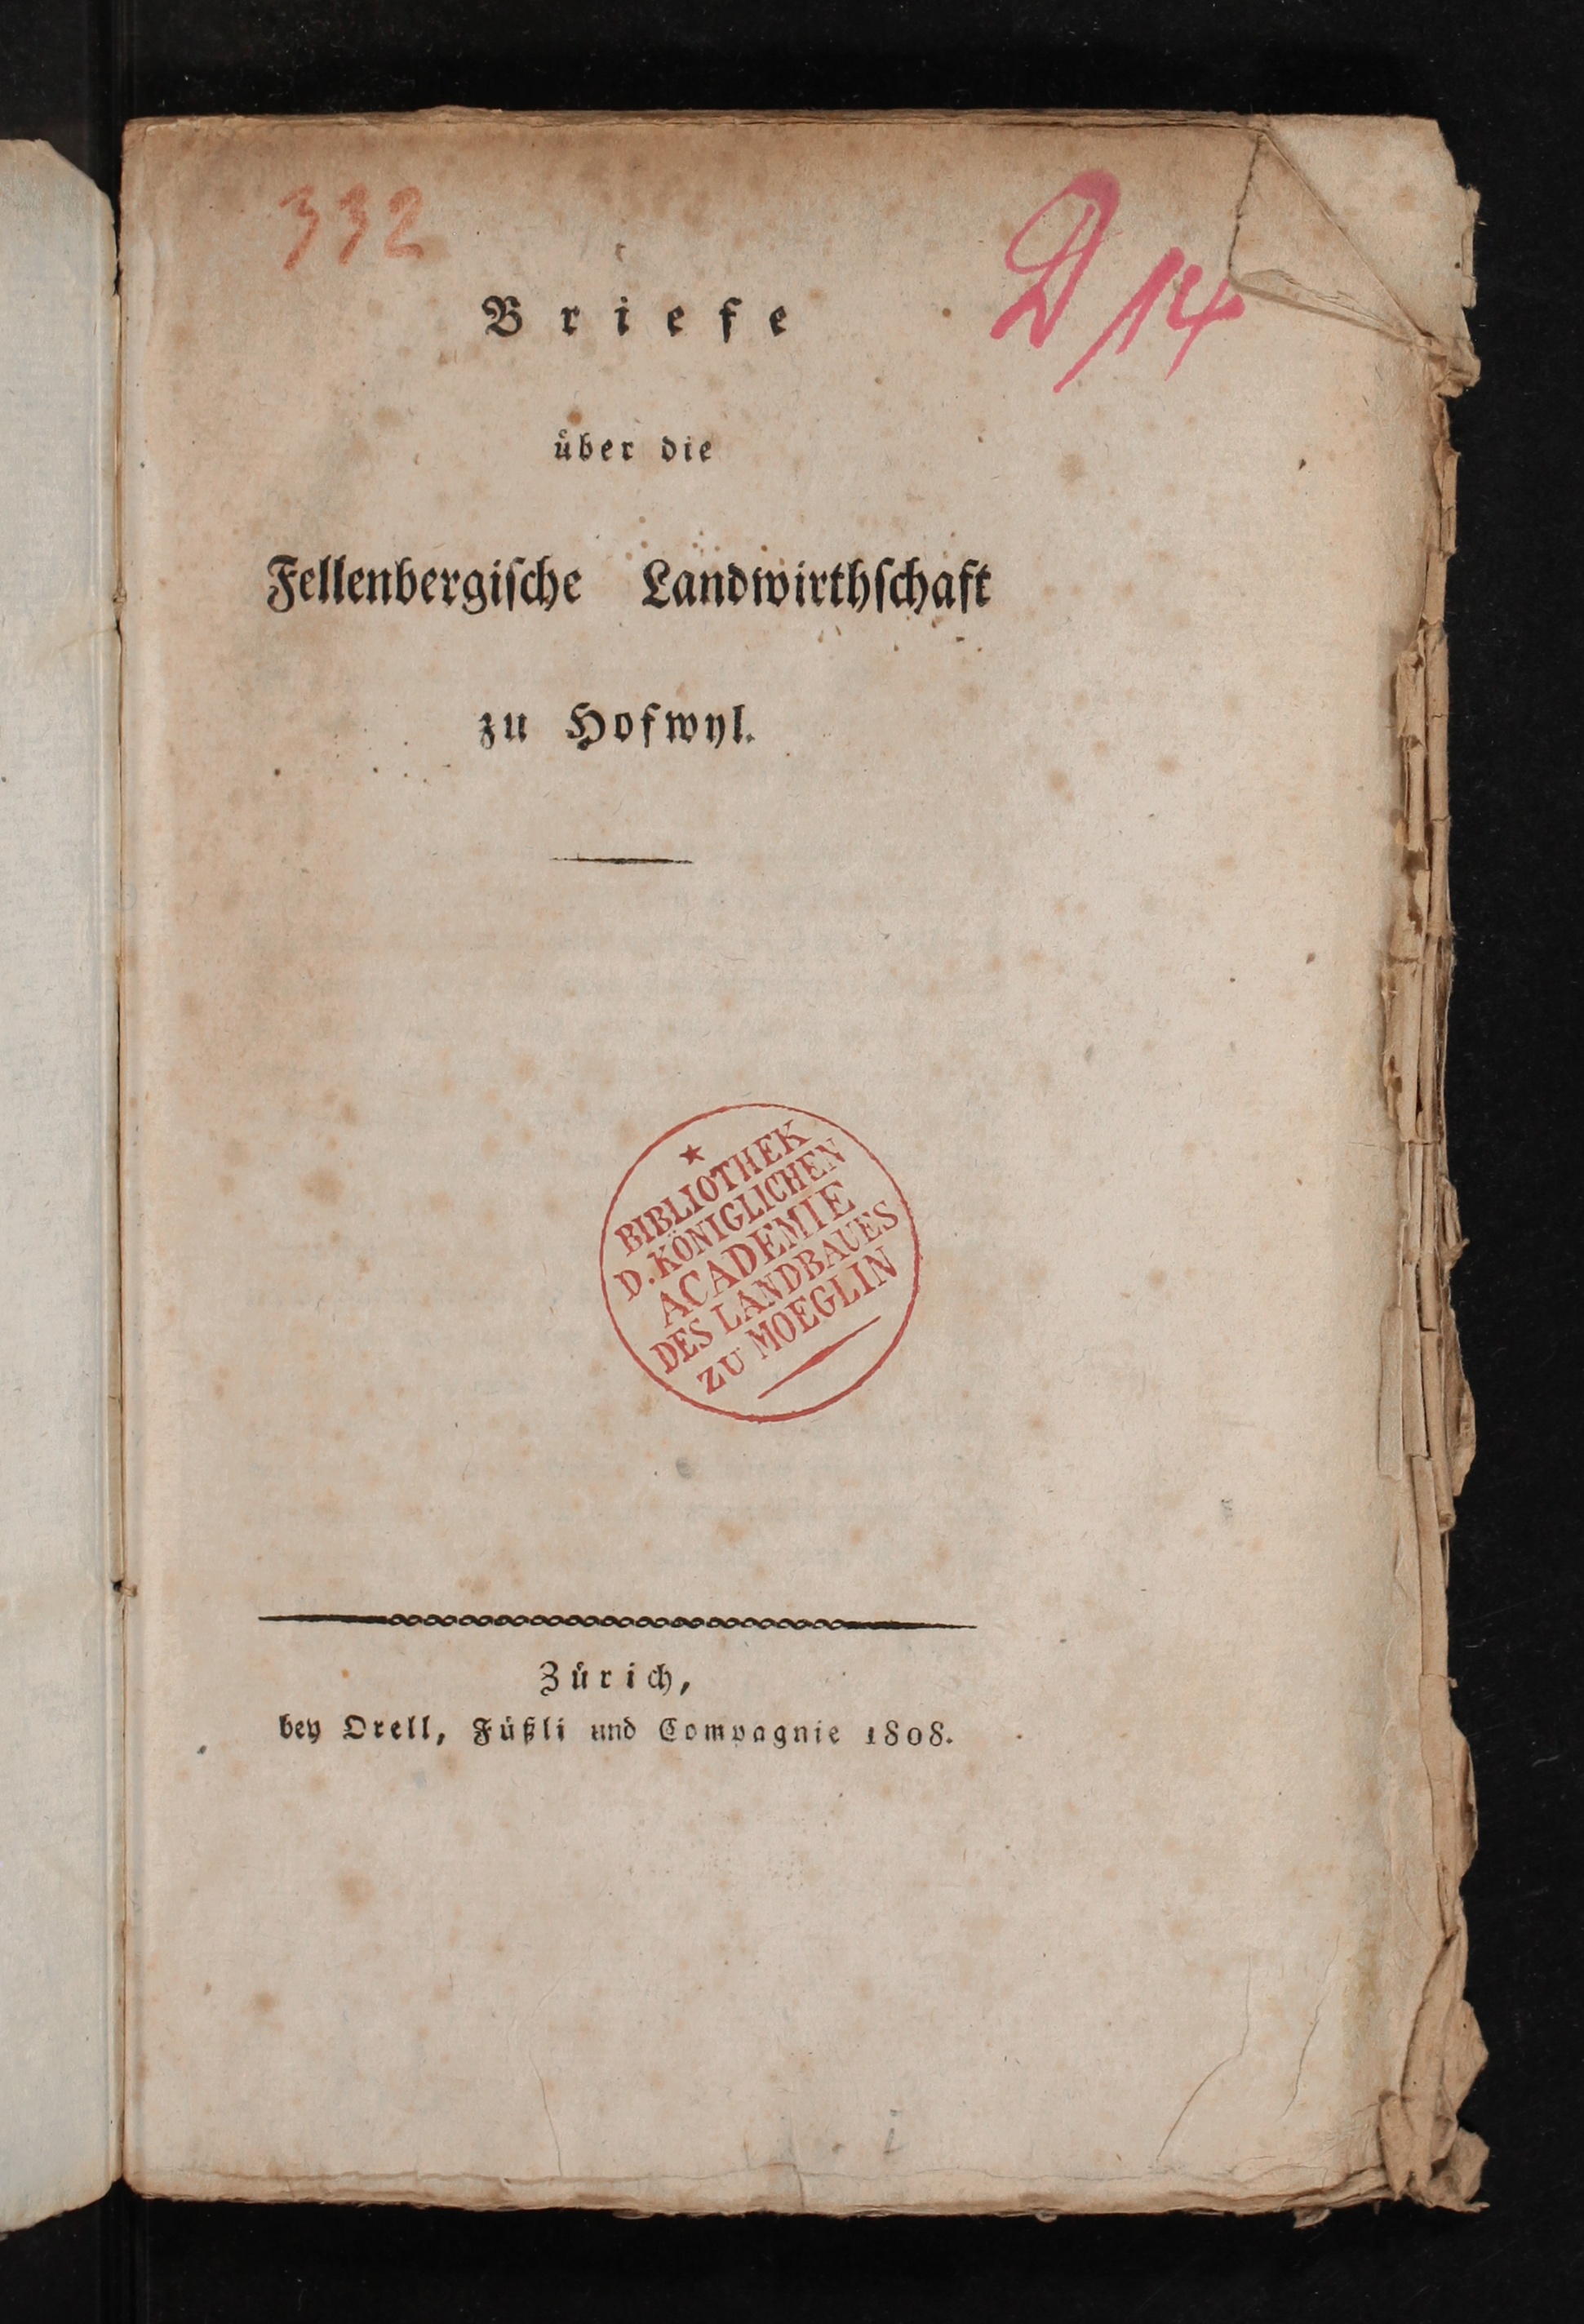 332
D 14
Briefe
über die
Fellenbergische Landwirthschaft
zu Hofwyl.
★
BIBLIOTHEK
D. KÖNIGLICHEN
ACADEMIE
DES LANDBAUES
ZU MOEGLIN
Zürich,
bey Orell, Füßli und Compagnie 1808.